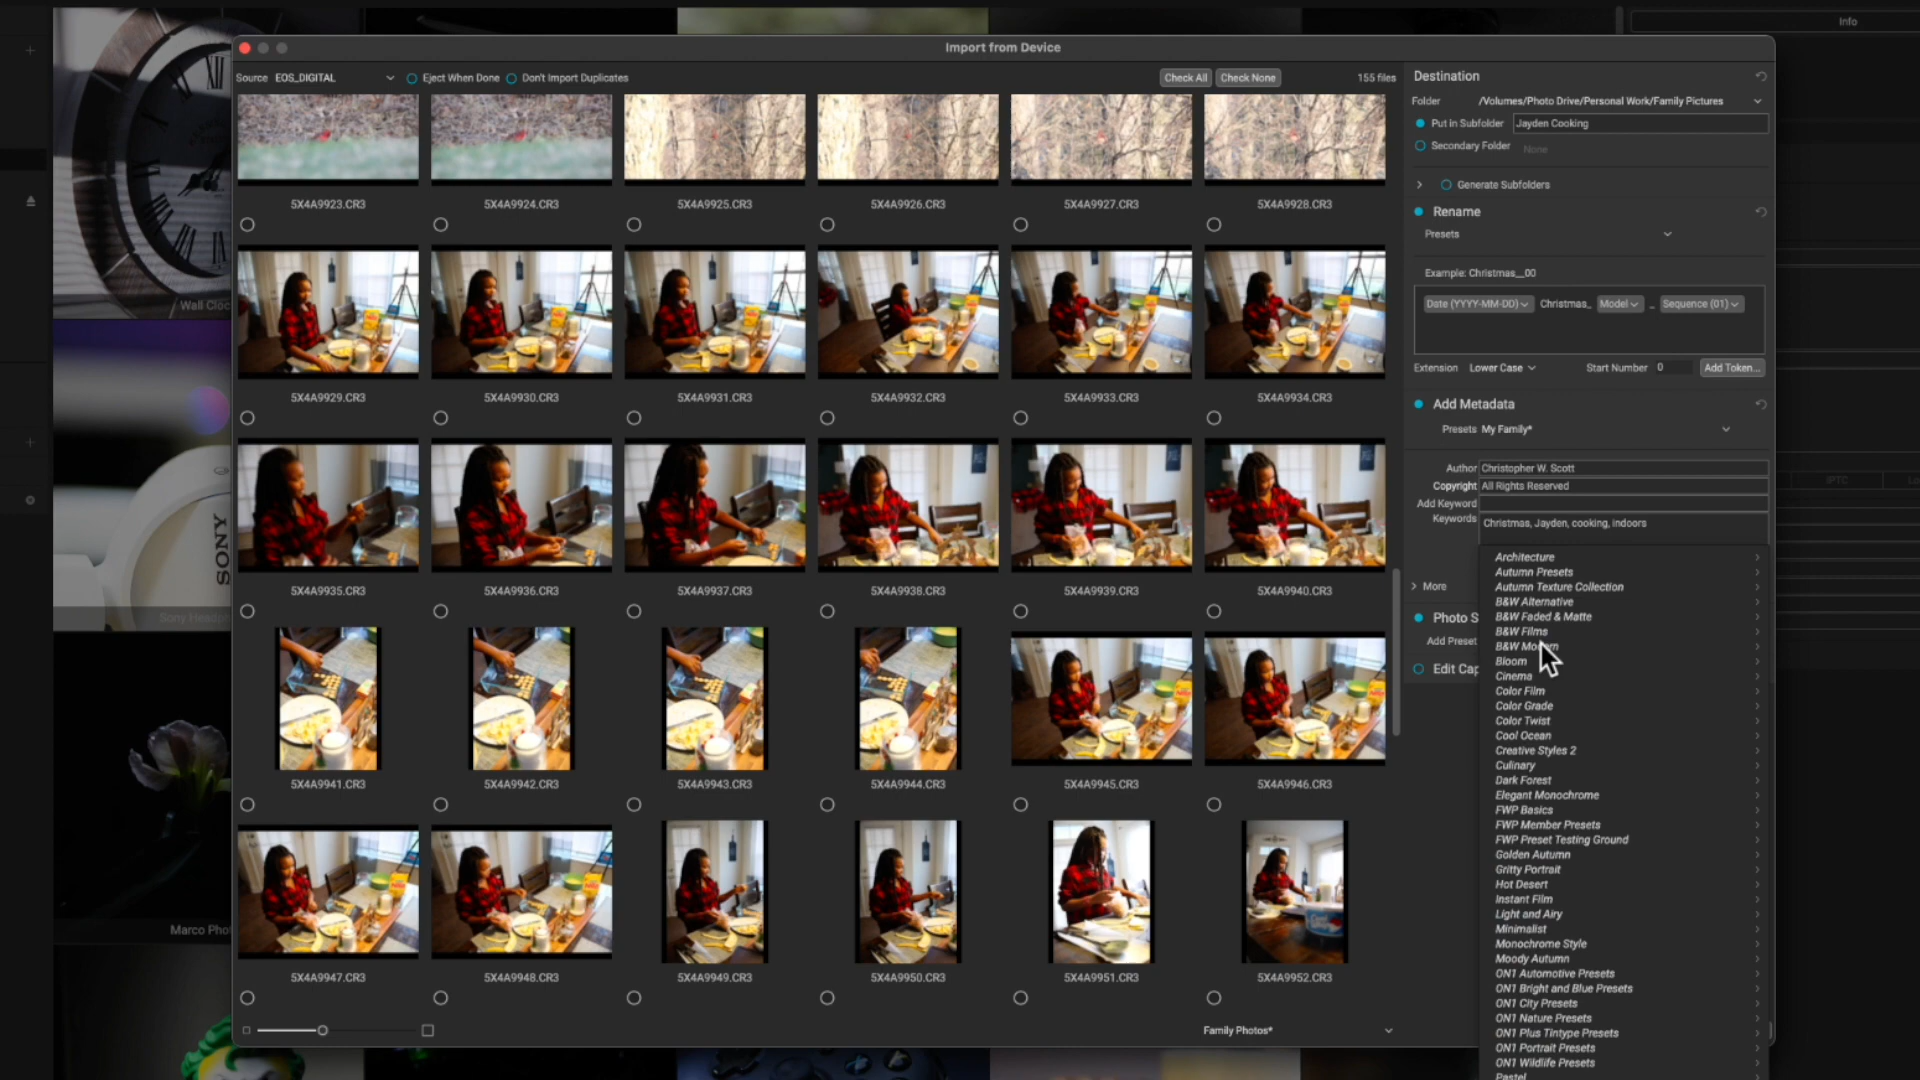 Info
Import from Device
Source EOS_DIGITAL Eject When Done Don't Import Duplicates Check All Check None 155 files
5X4A9923.CR3 5X4A9924.CR3 5X4A9925.CR3 5X4A9926.CR3 5X4A9927.CR3 5X4A9928.CR3
5X4A9929.CR3 5X4A9930.CR3 5X4A9931.CR3 5X4A9932.CR3 5X4A9933.CR3 5X4A9934.CR3
5X4A9935.CR3 5X4A9936.CR3 5X4A9937.CR3 5X4A9938.CR3 5X4A9939.CR3 5X4A9940.CR3
5X4A9941.CR3 5X4A9942.CR3 5X4A9943.CR3 5X4A9944.CR3 5X4A9945.CR3 5X4A9946.CR3
5X4A9947.CR3 5X4A9948.CR3 5X4A9949.CR3 5X4A9950.CR3 5X4A9951.CR3 5X4A9952.CR3
Family Photos*
Destination
Folder /Volumes/Photo Drive/Personal Work/Family Pictures
Put in Subfolder Jayden Cooking
Secondary Folder None
Generate Subfolders
Rename
Presets
Example: Christmas__00
Date (YYYY-MM-DD) Christmas_ Model _ Sequence (01)
Extension Lower Case Start Number 0 Add Token...
Add Metadata
Presets My Family*
Author Christopher W. Scott
Copyright All Rights Reserved
Add Keyword
Keywords Christmas, Jayden, cooking, indoors
More
Photo S
Add Preset
Edit Cap
Architecture
Autumn Presets
Autumn Texture Collection
B&W Alternative
B&W Faded & Matte
B&W Films
B&W Modern
Bloom
Cinema
Color Film
Color Grade
Color Twist
Cool Ocean
Creative Styles 2
Culinary
Dark Forest
Elegant Monochrome
FWP Basics
FWP Member Presets
FWP Preset Testing Ground
Golden Autumn
Gritty Portrait
Hot Desert
Instant Film
Light and Airy
Minimalist
Monochrome Style
Moody Autumn
ON1 Automotive Presets
ON1 Bright and Blue Presets
ON1 City Presets
ON1 Nature Presets
ON1 Plus Tintype Presets
ON1 Portrait Presets
ON1 Wildlife Presets
Pastel
Wall Cloc
SONY
Sony Headph
Marco Phot
IPTC